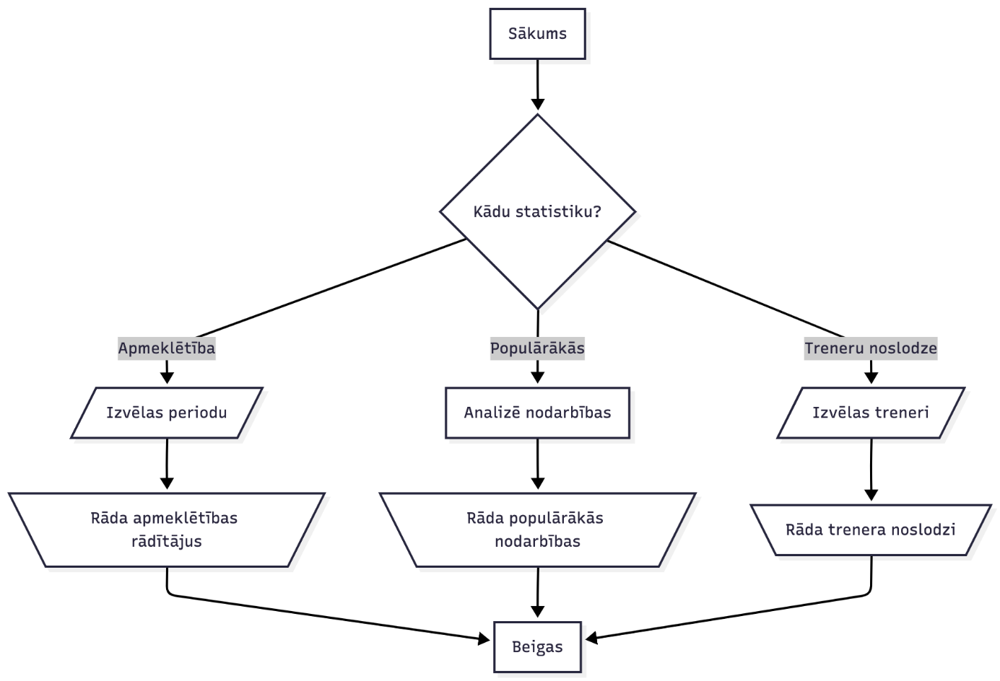 Sākums
Kādu statistiku?
Apmeklētība
Populārākās
Treneru noslodze
Izvēlas periodu
Analizē nodarbības
Izvēlas treneri
Rāda apmeklētības
rādītājus
Rāda populārākās
nodarbības
Rāda trenera noslodzi
Beigas